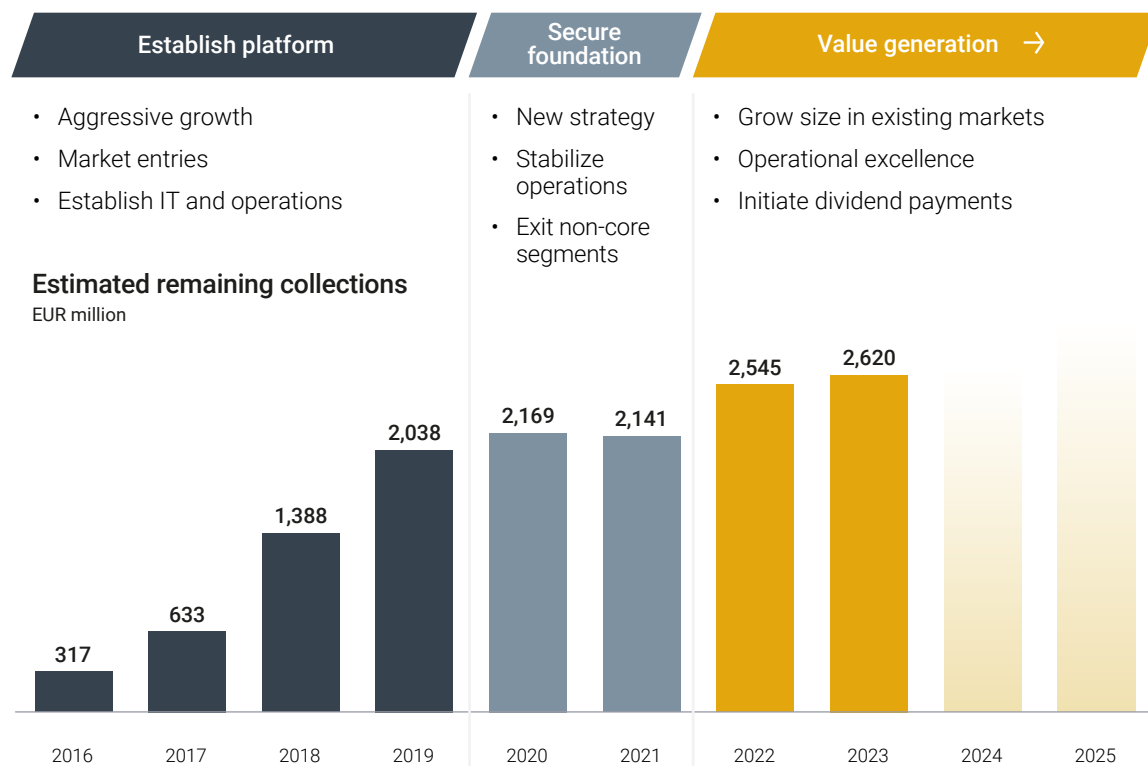 Establish platform
Secure
foundation
Value generation →
• Aggressive growth
• Market entries
• Establish IT and operations
• New strategy
• Stabilize
operations
• Exit non-core
segments
• Grow size in existing markets
• Operational excellence
• Initiate dividend payments
Estimated remaining collections
EUR million
317
633
1,388
2,038
2,169
2,141
2,545
2,620
2016
2017
2018
2019
2020
2021
2022
2023
2024
2025